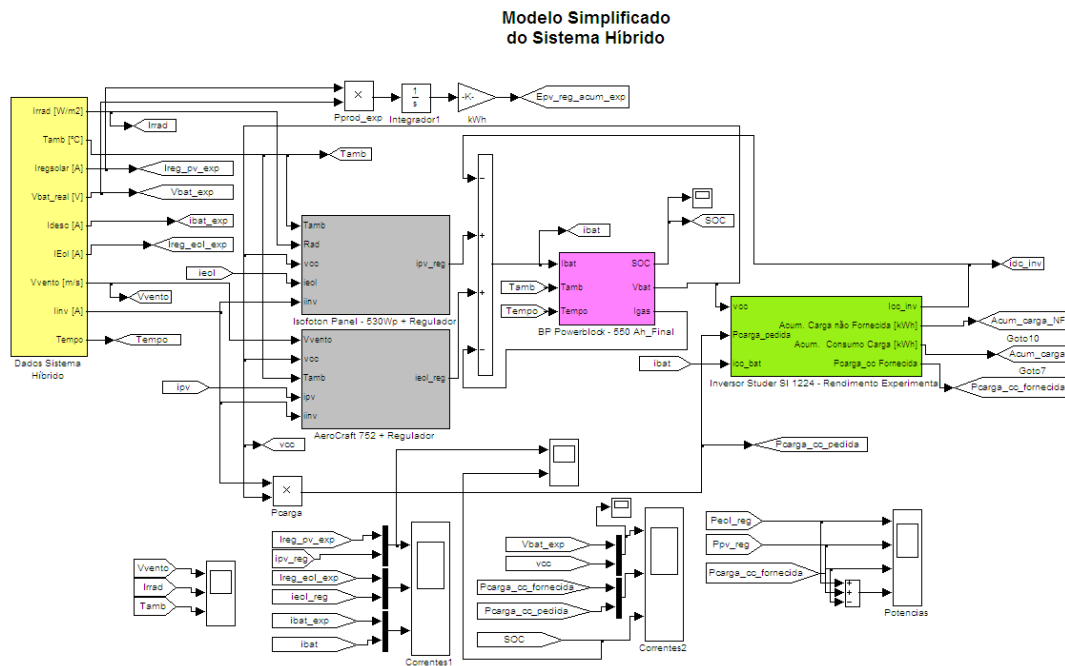 Modelo Simplificado
do Sistema Híbrido
Irrad [W/m2]
Tamb [ºC]
Iregsolar [A]
Vbat_real [V]
Idesc [A]
IEol [A]
Vvento [m/s]
Iinv [A]
Tempo
Dados Sistema
Híbrido
Irrad
Tamb
Ireg_pv_exp
Vbat_exp
ibat_exp
Ireg_eol_exp
Vvento
Tempo
×
Pprod_exp
1
s
Integrador1
-K-
kWh
Epv_reg_acum_exp
ieol
Tamb
Rad
vcc
ieol
iinv
ipv_reg
Isofoton Panel - 530Wp + Regulador
ipv
Vvento
vcc
Tamb
ipv
iinv
ieol_reg
AeroCraft 752 + Regulador
−
+
+
−
ibat
Tamb
Tempo
Ibat
Tamb
Tempo
SOC
Vbat
Igas
BP Powerblock - 550 Ah_Final
SOC
idc_inv
ibat
vcc
Pcarga_pedida
icc_bat
Icc_inv
Acum. Carga não Fornecida [kWh]
Acum. Consumo Carga [kWh]
Pcarga_cc Fornecida
Inversor Studer SI 1224 - Rendimento Experimenta
Acum_carga_NF
Goto10
Acum_carga
Goto7
Pcarga_cc_fornecida
vcc
Pcarga_cc_pedida
×
Pcarga
Vvento
Irrad
Tamb
Ireg_pv_exp
ipv_reg
Ireg_eol_exp
ieol_reg
ibat_exp
ibat
Correntes1
Vbat_exp
vcc
Pcarga_cc_fornecida
Pcarga_cc_pedida
SOC
Correntes2
Peol_reg
Ppv_reg
Pcarga_cc_fornecida
+
+
−
Potencias